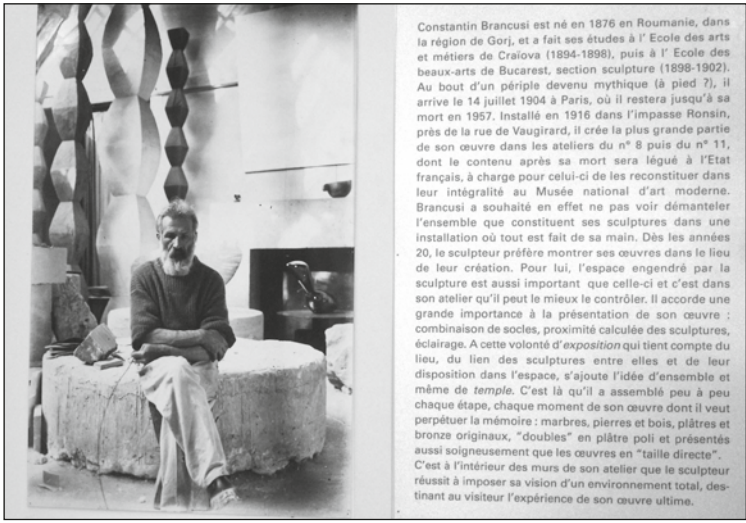 Constantin Brancusi est né en 1876 en Roumanie, dans
la région de Gorj, et a fait ses études à l' Ecole des arts
et métiers de Craïova (1894-1898), puis à l' Ecole des
beaux-arts de Bucarest, section sculpture (1898-1902).
Au bout d'un périple devenu mythique (à pied ?), il
arrive le 14 juillet 1904 à Paris, où il restera jusqu'à sa
mort en 1957. Installé en 1916 dans l'impasse Ronsin,
près de la rue de Vaugirard, il crée la plus grande partie
de son œuvre dans les ateliers du n° 8 puis du n° 11,
dont le contenu après sa mort sera légué à l'Etat
français, à charge pour celui-ci de les reconstituer dans
leur intégralité au Musée national d'art moderne.
Brancusi a souhaité en effet ne pas voir démanteler
l'ensemble que constituent ses sculptures dans une
installation où tout est fait de sa main. Dès les années
20, le sculpteur préfère montrer ses œuvres dans le lieu
de leur création. Pour lui, l'espace engendré par la
sculpture est aussi important que celle-ci et c'est dans
son atelier qu'il peut le mieux le contrôler. Il accorde une
grande importance à la présentation de son œuvre :
combinaison de socles, proximité calculée des sculptures,
éclairage. A cette volonté d'exposition qui tient compte du
lieu, du lien des sculptures entre elles et de leur
disposition dans l'espace, s'ajoute l'idée d'ensemble et
même de temple. C'est là qu'il a assemblé peu à peu
chaque étape, chaque moment de son œuvre dont il veut
perpétuer la mémoire : marbres, pierres et bois, plâtres et
bronze originaux, "doubles" en plâtre poli et présentés
aussi soigneusement que les œuvres en "taille directe".
C'est à l'intérieur des murs de son atelier que le sculpteur
réussit à imposer sa vision d'un environnement total, des-
tinant au visiteur l'expérience de son œuvre ultime.